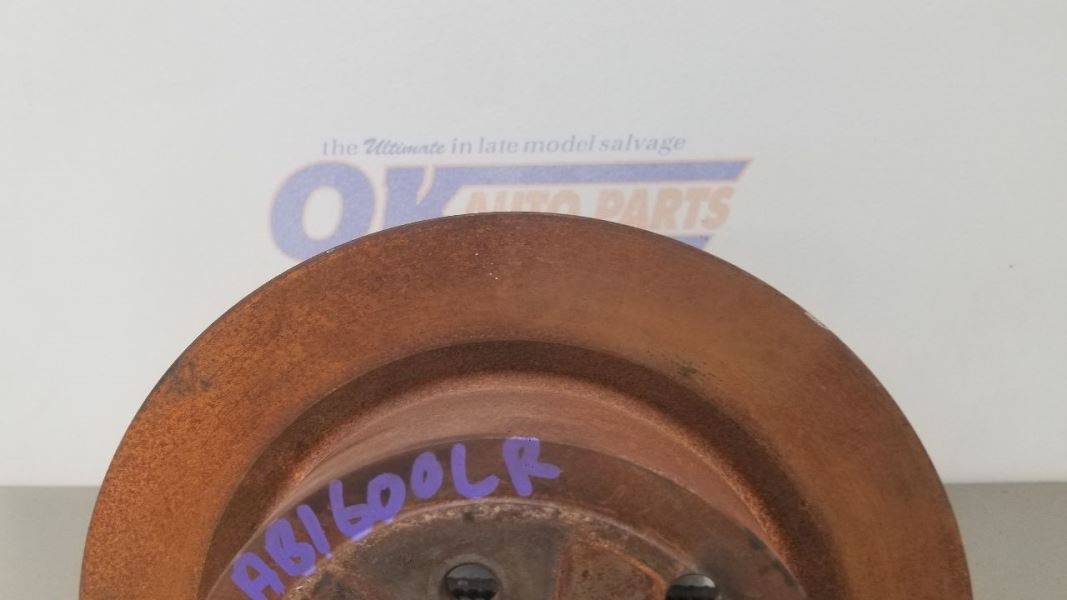 the Ultimate in late model salvage
OK AUTO PARTS
AB1600LR